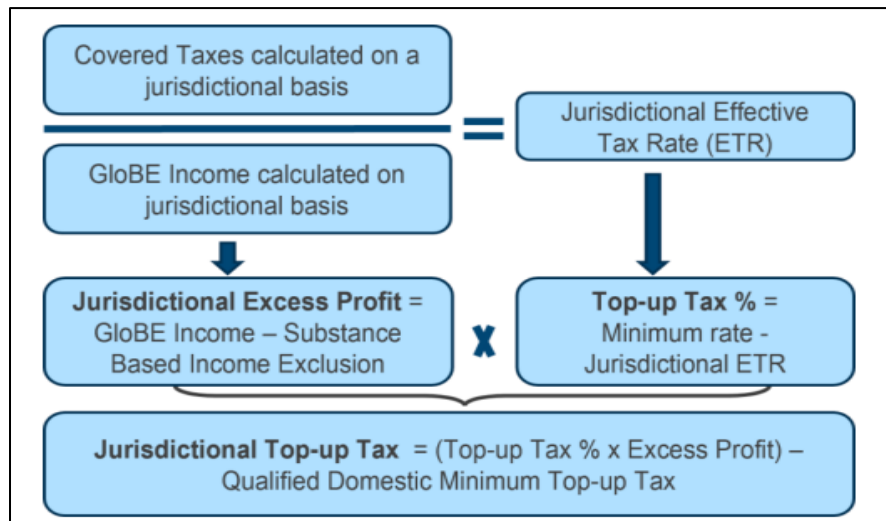 Covered Taxes calculated on a
jurisdictional basis
=
Jurisdictional Effective
Tax Rate (ETR)
GloBE Income calculated on
jurisdictional basis
Jurisdictional Excess Profit =
GloBE Income – Substance
Based Income Exclusion
x
Top-up Tax % =
Minimum rate -
Jurisdictional ETR
Jurisdictional Top-up Tax = (Top-up Tax % x Excess Profit) –
Qualified Domestic Minimum Top-up Tax